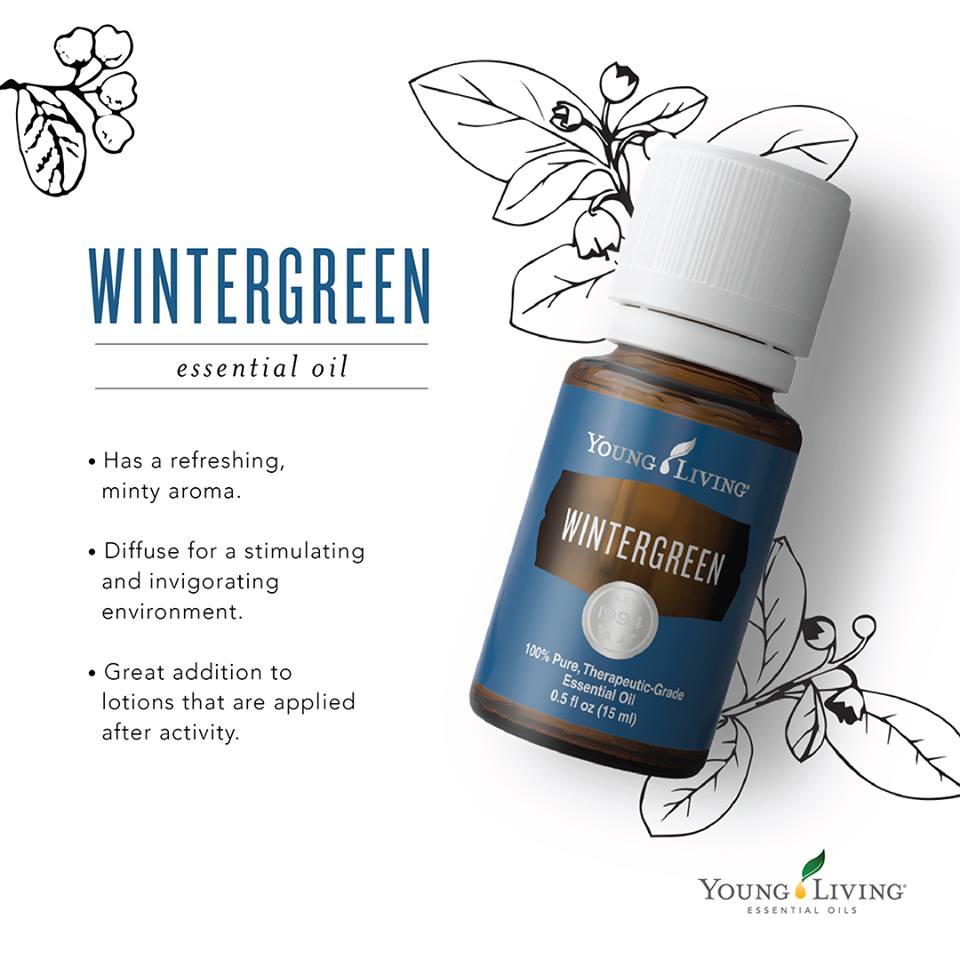 WINTERGREEN
essential oil
• Has a refreshing,
minty aroma.
• Diffuse for a stimulating
and invigorating
environment.
• Great addition to
lotions that are applied
after activity.
YOUNG LIVING®
WINTERGREEN
EST.
1994
100% Pure, Therapeutic-Grade
Essential Oil
0.5 fl oz (15 ml)
YOUNG LIVING®
ESSENTIAL OILS